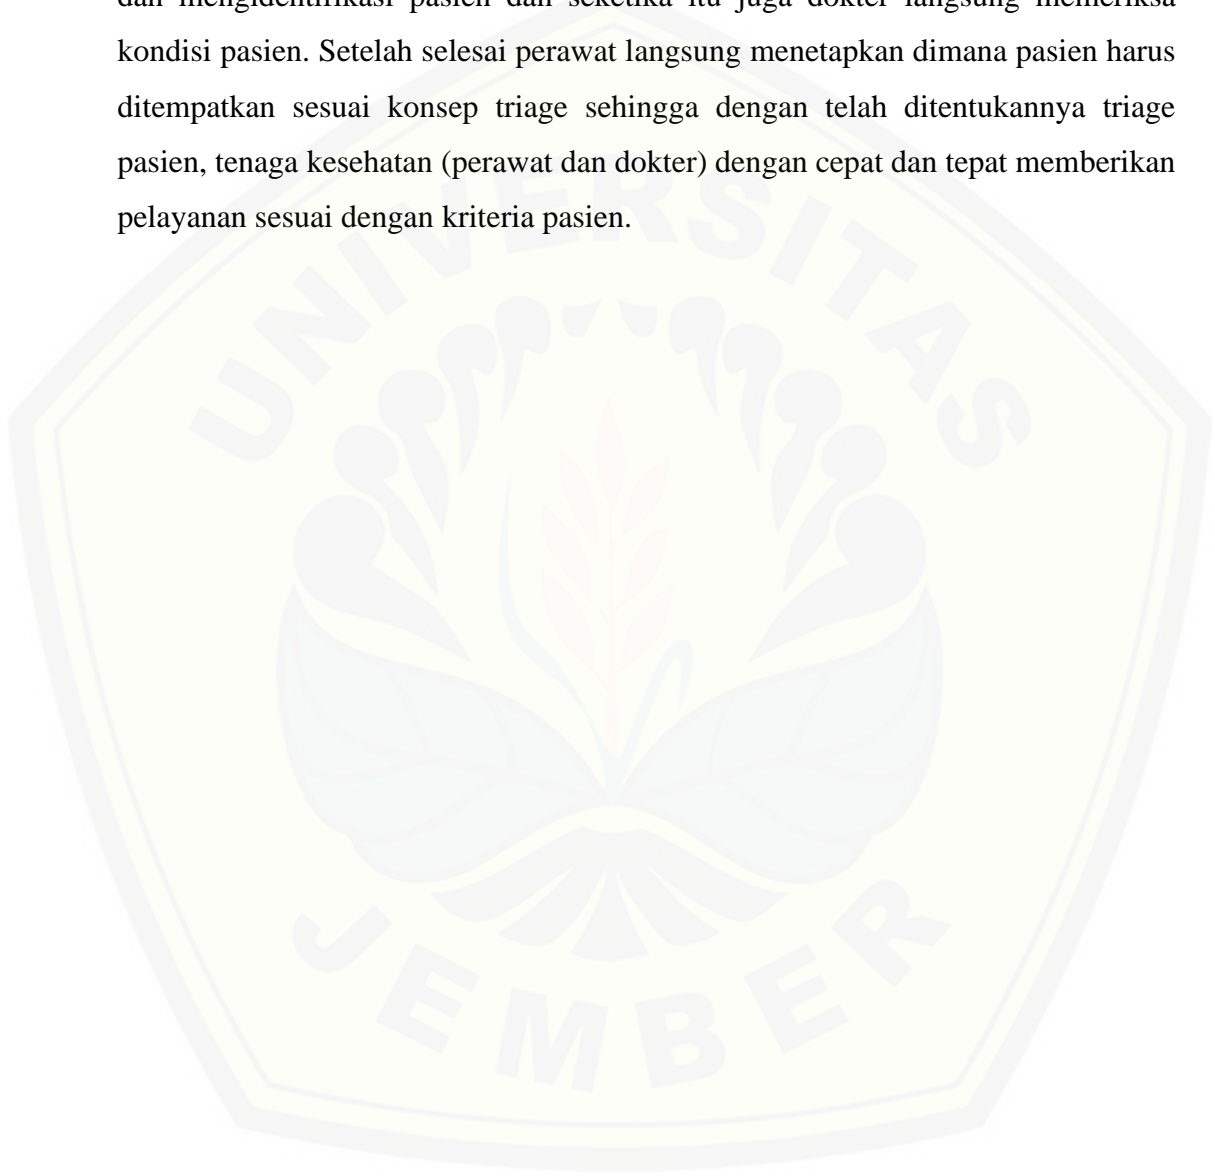 dan mengidentifikasi pasien dan seketika itu juga dokter langsung memeriksa
kondisi pasien. Setelah selesai perawat langsung menetapkan dimana pasien harus
ditempatkan sesuai konsep triage sehingga dengan telah ditentukannya triage
pasien, tenaga kesehatan (perawat dan dokter) dengan cepat dan tepat memberikan
pelayanan sesuai dengan kriteria pasien.
UNIVERSITAS
JEMBER